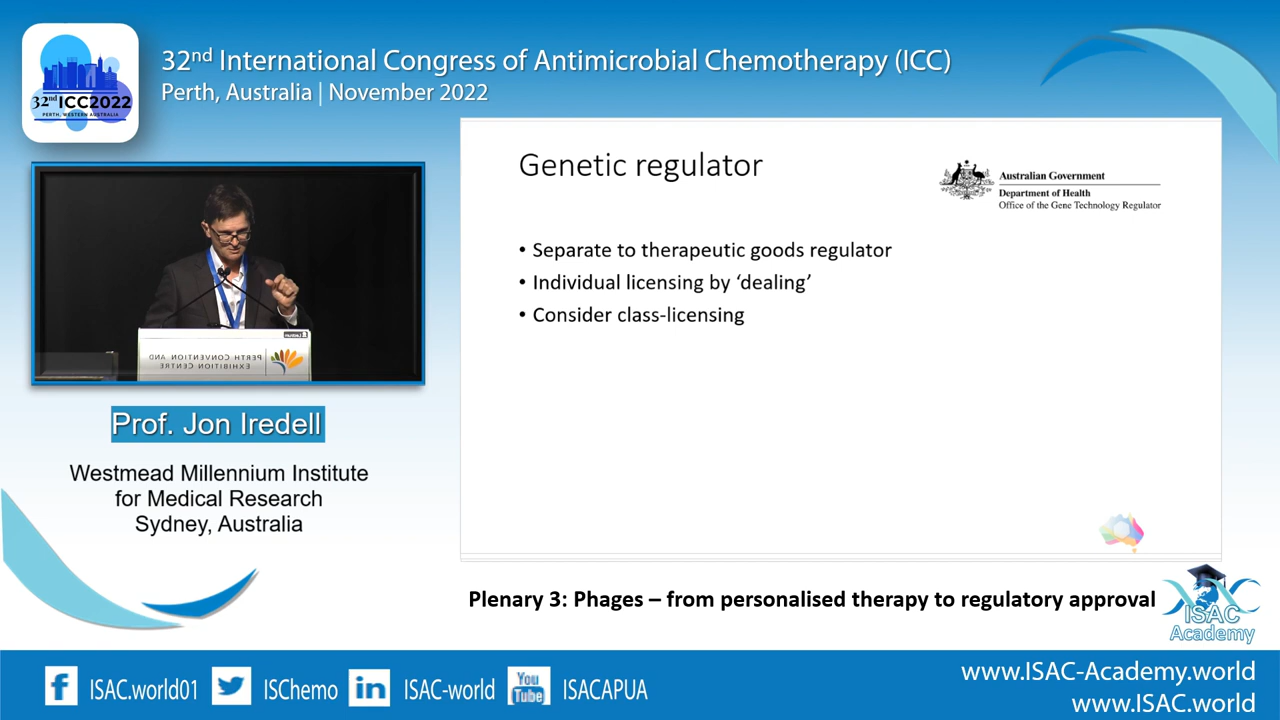 32nd International Congress of Antimicrobial Chemotherapy (ICC)
Perth, Australia | November 2022
32nd ICC2022
PERTH, WESTERN AUSTRALIA
PERTH CONVENTION AND
EXHIBITION CENTRE
Prof. Jon Iredell
Westmead Millennium Institute
for Medical Research
Sydney, Australia
Genetic regulator
Australian Government
Department of Health
Office of the Gene Technology Regulator
• Separate to therapeutic goods regulator
• Individual licensing by ‘dealing’
• Consider class-licensing
Plenary 3: Phages – from personalised therapy to regulatory approval
ISAC
Academy
ISAC.world01
ISChemo
in
ISAC-world
You
Tube
ISACAPUA
www.ISAC-Academy.world
www.ISAC.world